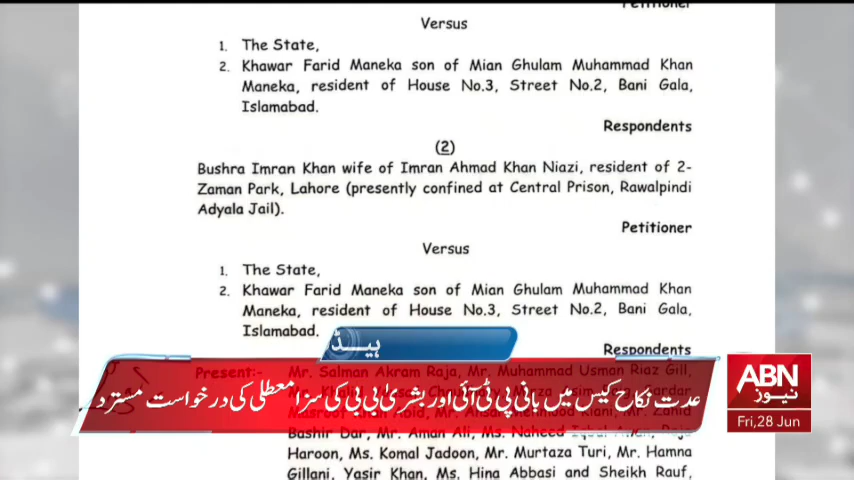 Petitioner
Versus
1. The State,
2. Khawar Farid Maneka son of Mian Ghulam Muhammad Khan
Maneka, resident of House No.3, Street No.2, Bani Gala,
Islamabad.
Respondents
(2)
Bushra Imran Khan wife of Imran Ahmad Khan Niazi, resident of 2-
Zaman Park, Lahore (presently confined at Central Prison, Rawalpindi
Adyala Jail).
Petitioner
Versus
1. The State,
2. Khawar Farid Maneka son of Mian Ghulam Muhammad Khan
Maneka, resident of House No.3, Street No.2, Bani Gala,
Islamabad.
Respondents
ہیڈ
Present:- Mr. Salman Akram Raja, Mr. Muhammad Usman Riaz Gill,
عدت نکاح کیس میں بانی پی ٹی آئی اور بشریٰ بی بی کی سزا معطلی کی درخواست مسترد
ABN
نیوز
Fri,28 Jun
Bashir Dar, Mr. Aman Ali, Ms. Naheed
Haroon, Ms. Komal Jadoon, Mr. Murtaza Turi, Mr. Hamna
Gillani, Yasir Khan, Ms. Hina Abbasi and Sheikh Rauf,